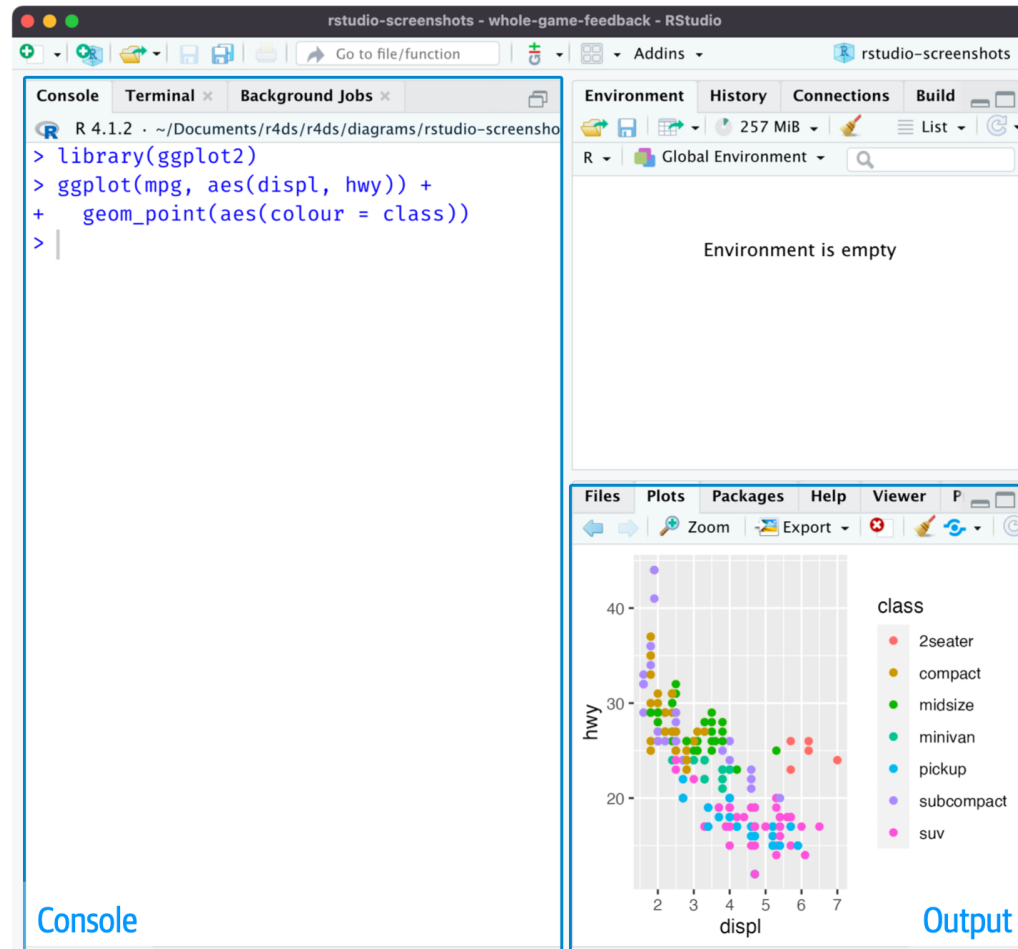 rstudio-screenshots - whole-game-feedback - RStudio
Go to file/function
Addins
rstudio-screenshots
Console Terminal Background Jobs
R 4.1.2 · ~/Documents/r4ds/r4ds/diagrams/rstudio-screensho
> library(ggplot2)
> ggplot(mpg, aes(displ, hwy)) +
+   geom_point(aes(colour = class))
>
Console
Environment History Connections Build
257 MiB List
R Global Environment
Environment is empty
Files Plots Packages Help Viewer P
Zoom Export
class
2seater
compact
midsize
minivan
pickup
subcompact
suv
hwy
40
30
20
2 3 4 5 6 7
displ
Output